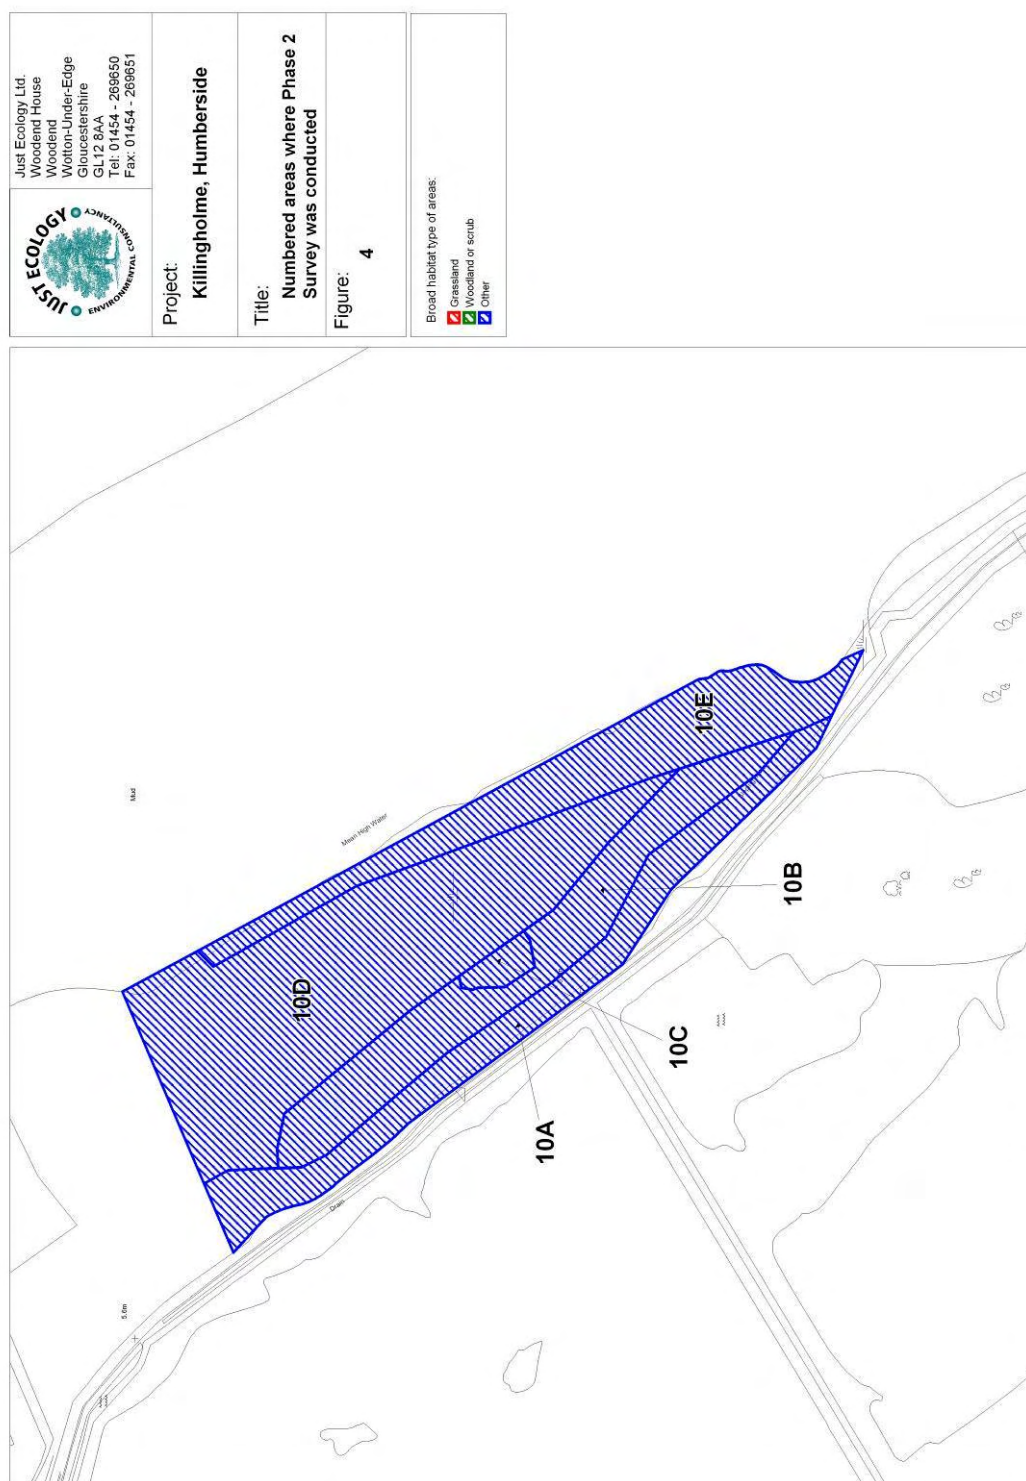 JUST ECOLOGY
ENVIRONMENTAL CONSULTANCY
Just Ecology Ltd.
Woodend House
Woodend
Wotton-Under-Edge
Gloucestershire
GL12 8AA
Tel: 01454 - 269650
Fax: 01454 - 269651
Project:
Killingholme, Humberside
Title:
Numbered areas where Phase 2
Survey was conducted
Figure:
4
Broad habitat type of areas:
Grassland
Woodland or scrub
Other
Mud
Mean High Water
10E
10D
10B
10C
10A
Drain
5.6m